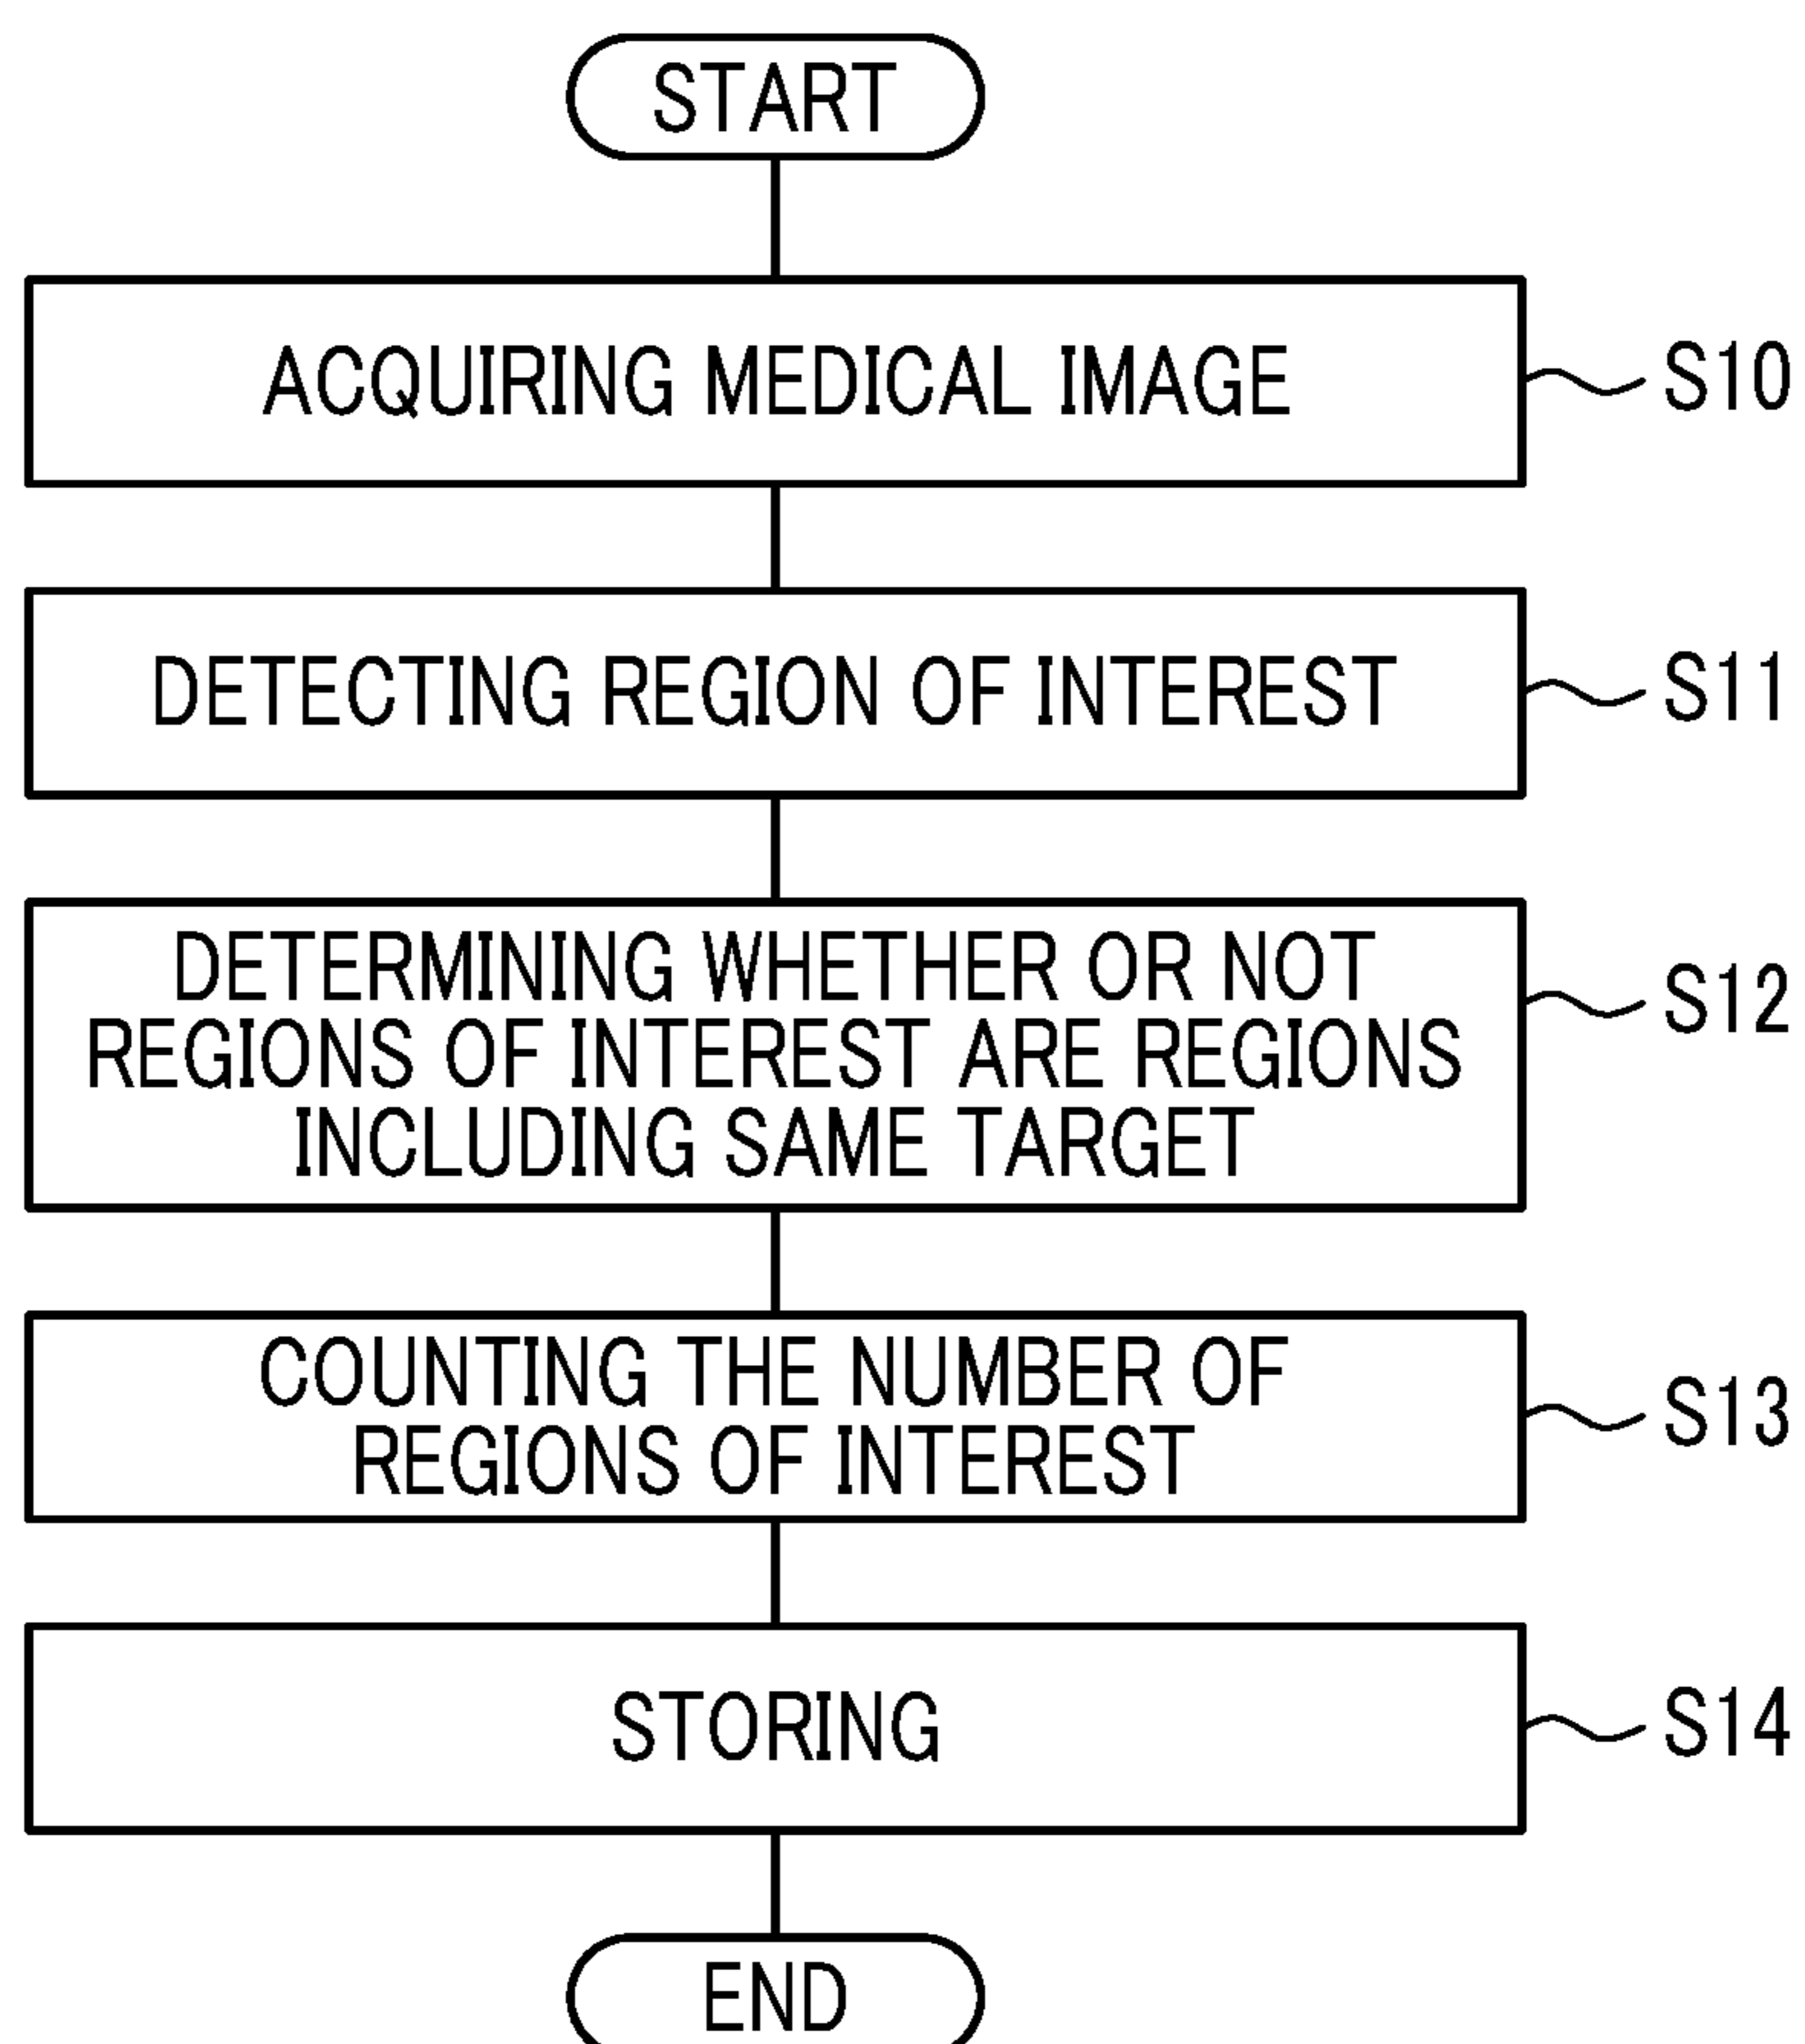 START
ACQUIRING MEDICAL IMAGE
S10
DETECTING REGION OF INTEREST
S11
DETERMINING WHETHER OR NOT
REGIONS OF INTEREST ARE REGIONS
INCLUDING SAME TARGET
S12
COUNTING THE NUMBER OF
REGIONS OF INTEREST
S13
STORING
S14
END